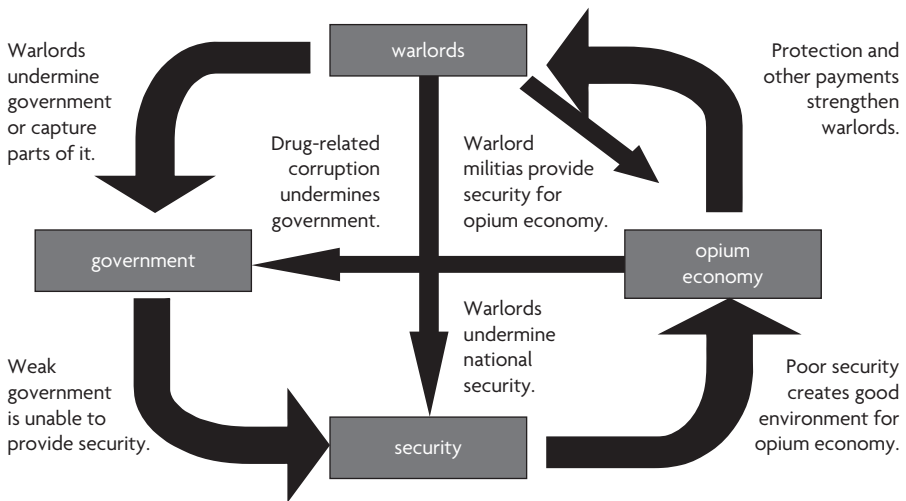 warlords
Warlords
undermine
government
or capture
parts of it.
Protection and
other payments
strengthen
warlords.
Drug-related
corruption
undermines
government.
Warlord
militias provide
security for
opium economy.
government
opium
economy
Warlords
undermine
national
security.
Weak
government
is unable to
provide security.
Poor security
creates good
environment for
opium economy.
security